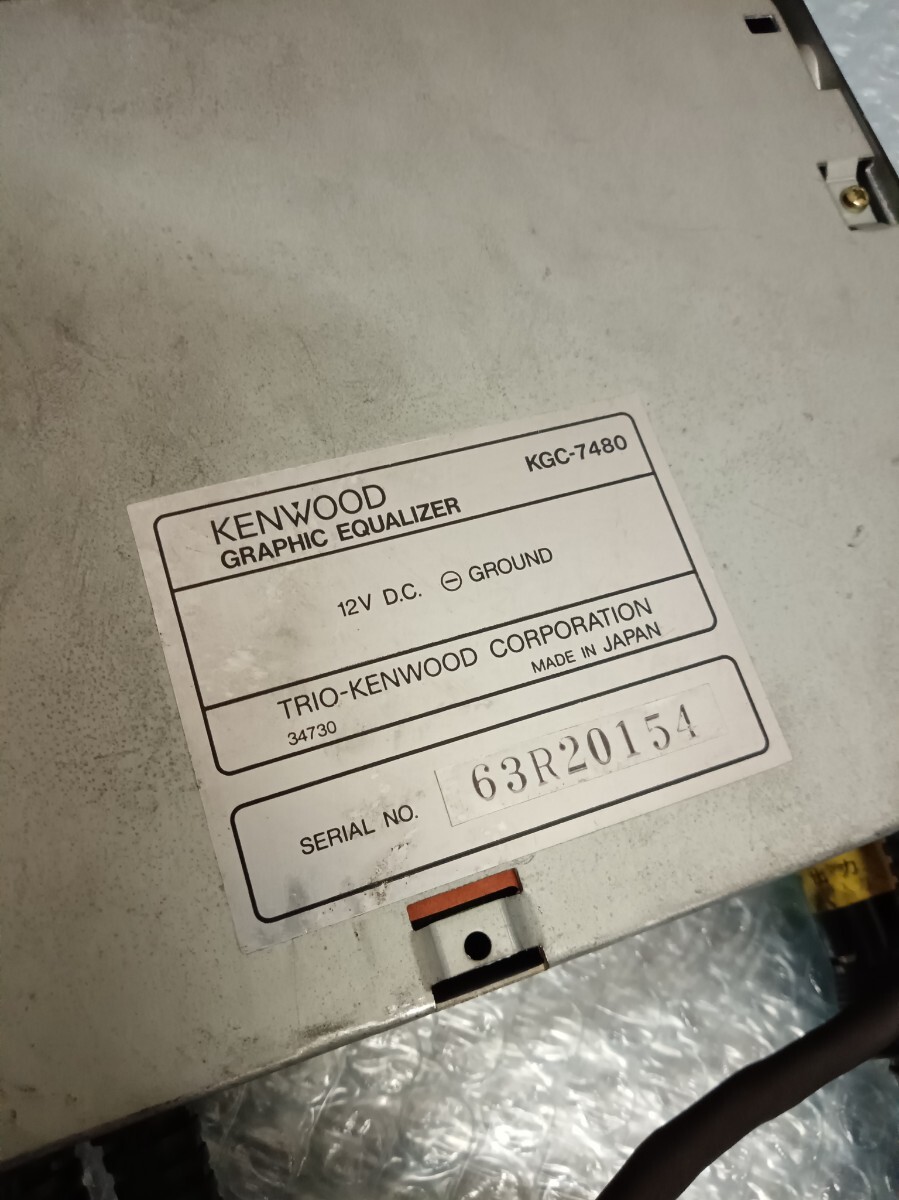 KENWOOD
KGC-7480
GRAPHIC EQUALIZER
12V D.C. ⊖ GROUND
TRIO-KENWOOD CORPORATION
34730
MADE IN JAPAN
SERIAL NO. 63R20154